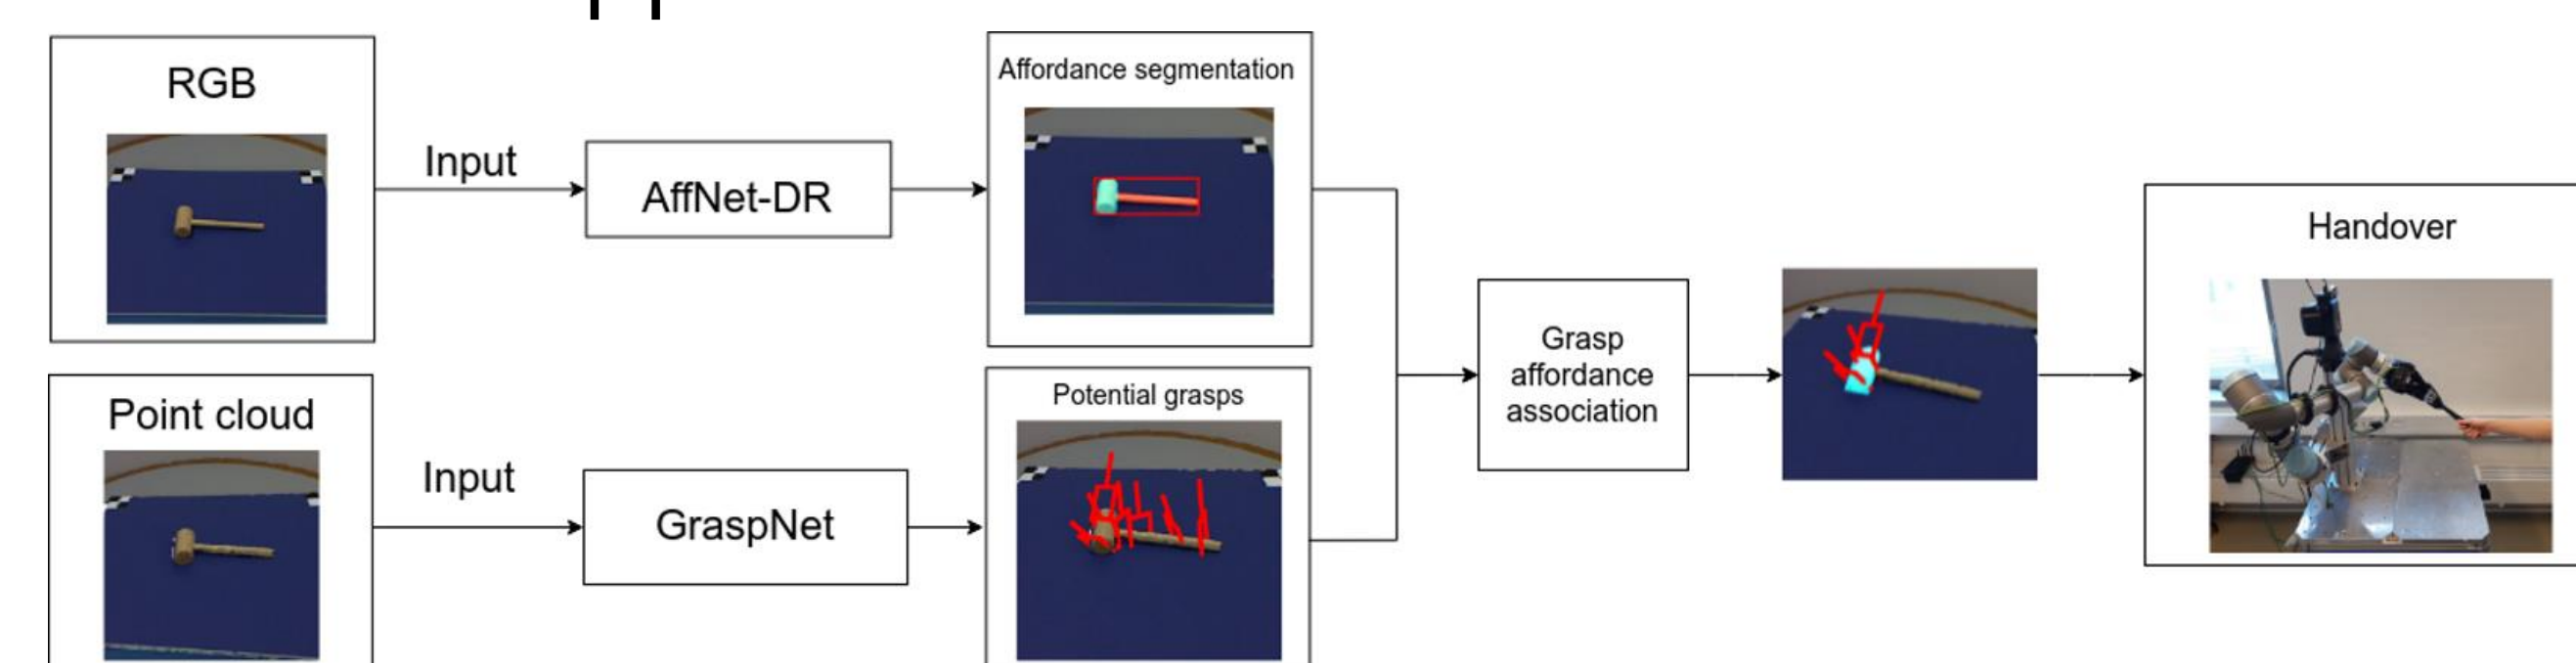 RGB
Input
AffNet-DR
Affordance segmentation
Point cloud
Input
GraspNet
Potential grasps
Grasp
affordance
association
Handover